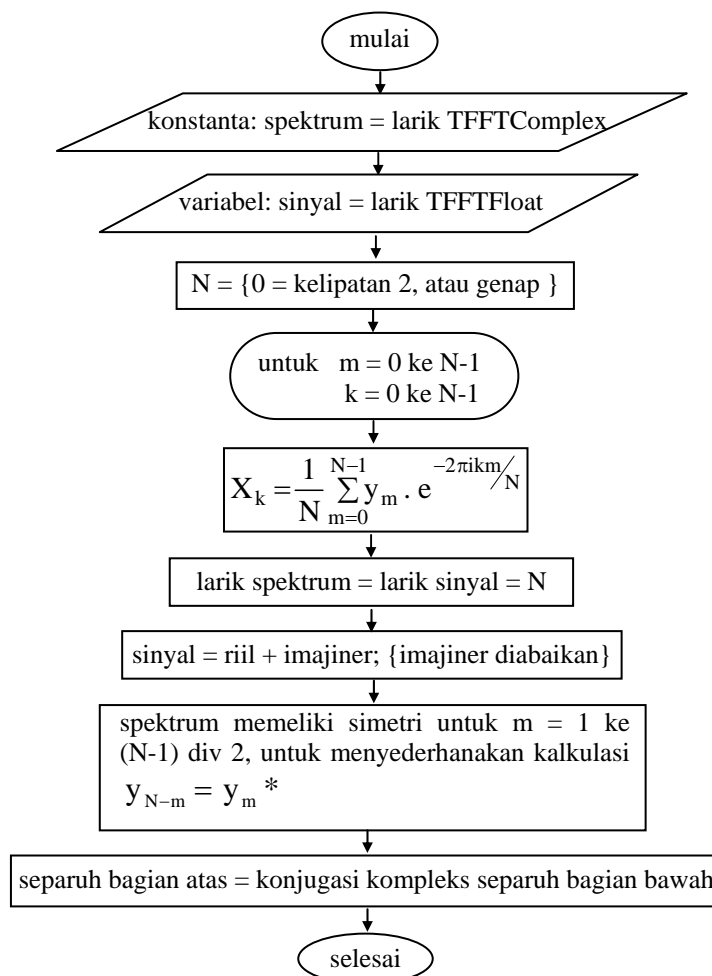 mulai
konstanta: spektrum = larik TFFTComplex
variabel: sinyal = larik TFFTFloat
N = {0 = kelipatan 2, atau genap }
untuk m = 0 ke N-1
k = 0 ke N-1
X_k = 1/N ∑_{m=0}^{N−1} y_m . e^{−2πikm/N}
larik spektrum = larik sinyal = N
sinyal = riil + imajiner; {imajiner diabaikan}
spektrum memeliki simetri untuk m = 1 ke
(N-1) div 2, untuk menyederhanakan kalkulasi
y_{N−m} = y_m *
separuh bagian atas = konjugasi kompleks separuh bagian bawah
selesai